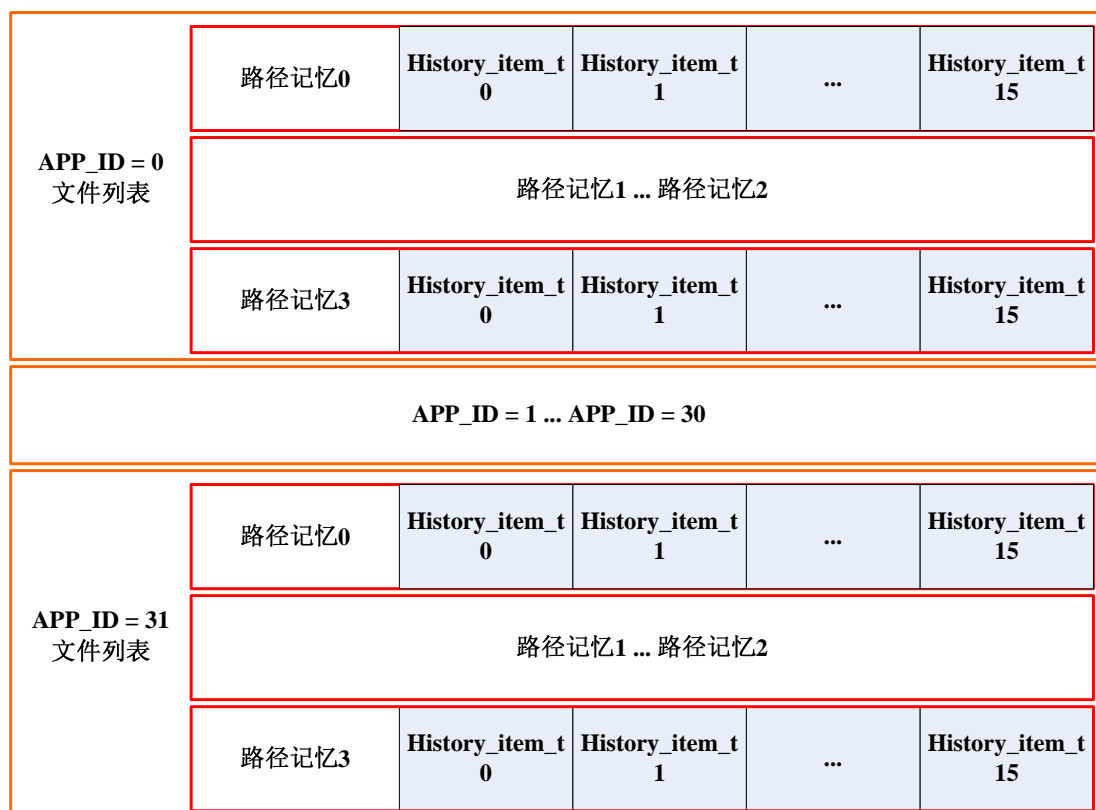 路径记忆0
History_item_t
0
History_item_t
1
...
History_item_t
15
APP_ID = 0
文件列表
路径记忆1 ... 路径记忆2
路径记忆3
History_item_t
0
History_item_t
1
...
History_item_t
15
APP_ID = 1 ... APP_ID = 30
路径记忆0
History_item_t
0
History_item_t
1
...
History_item_t
15
APP_ID = 31
文件列表
路径记忆1 ... 路径记忆2
路径记忆3
History_item_t
0
History_item_t
1
...
History_item_t
15